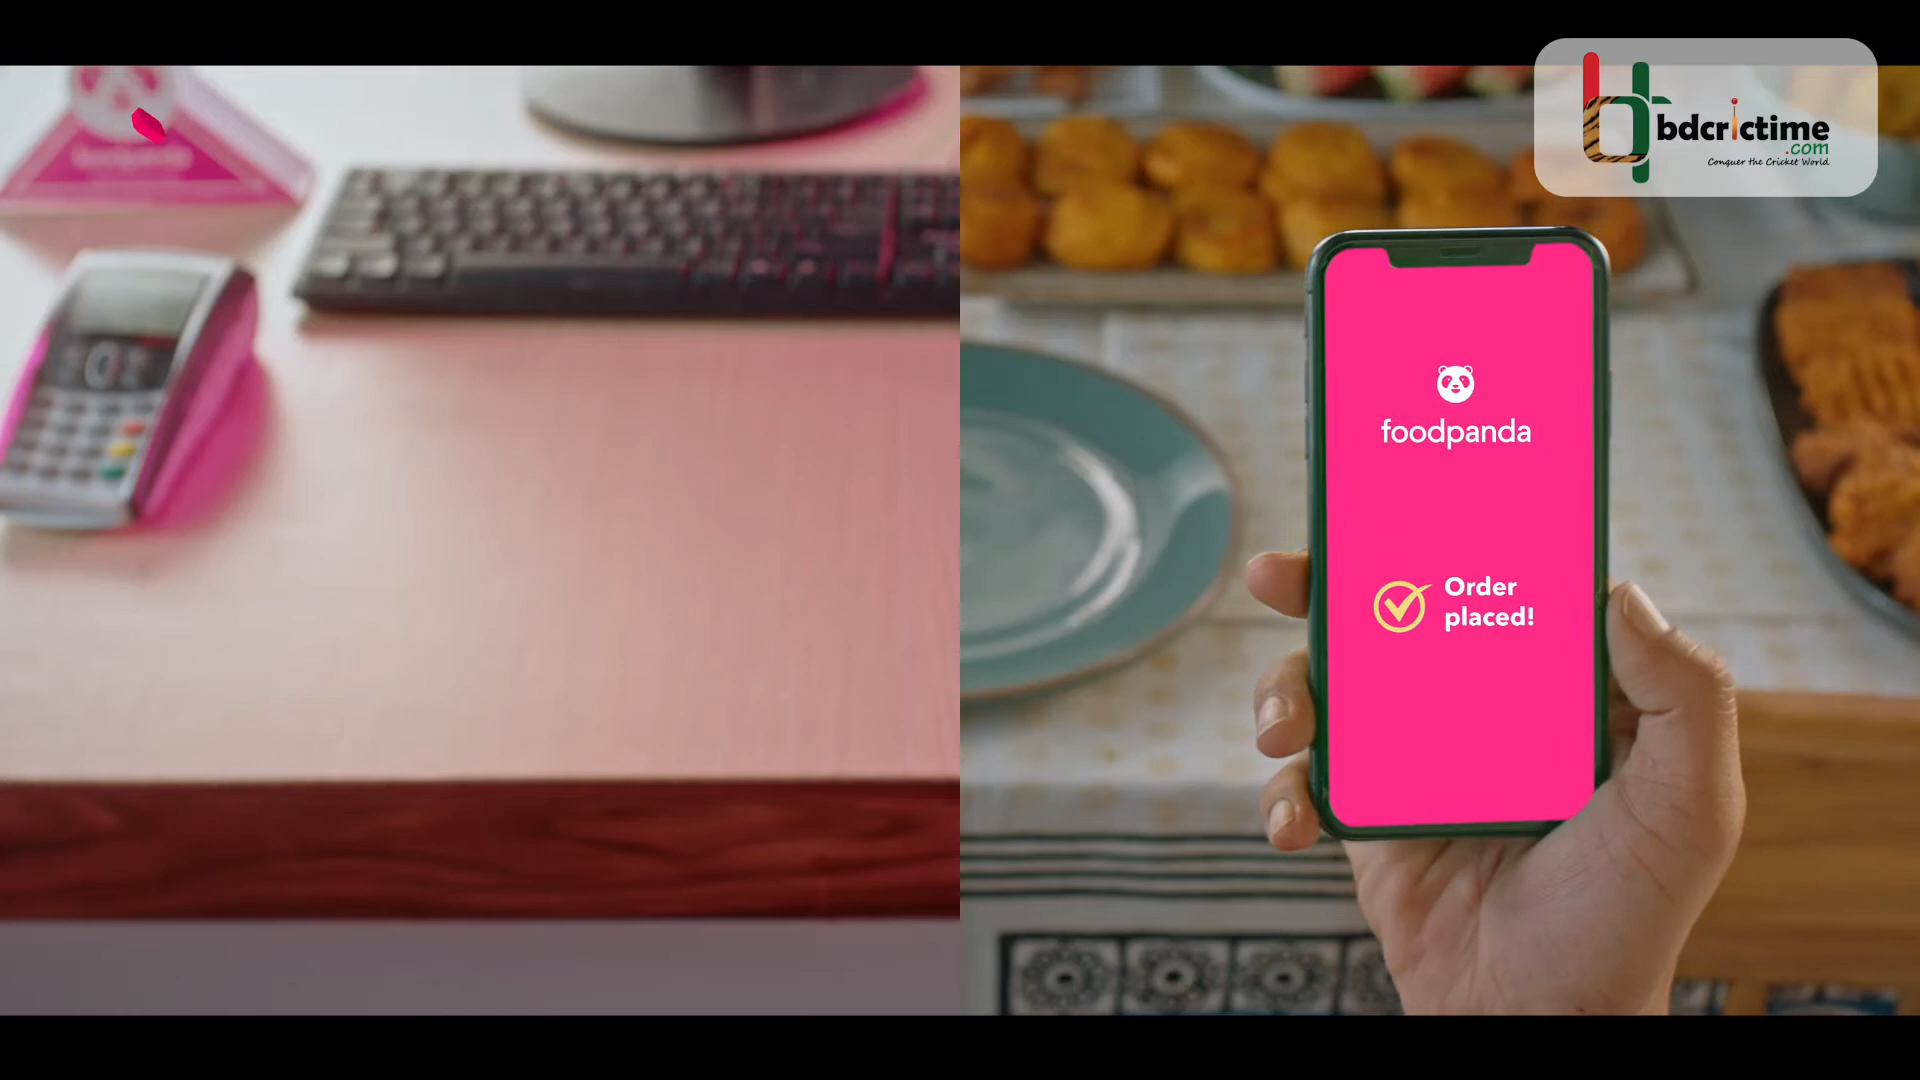 bdcrictime
.com
Conquer the Cricket World
foodpanda
Order
placed!